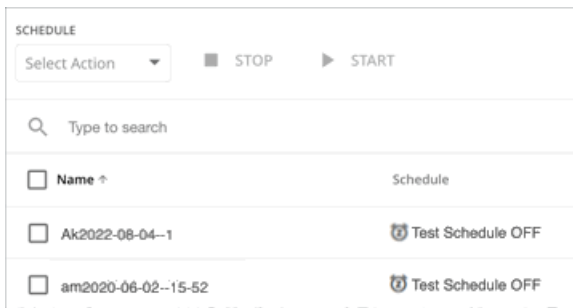 SCHEDULE
Select Action
STOP
START
Type to search
Name ↑
Schedule
Ak2022-08-04--1
Test Schedule OFF
am2020-06-02--15-52
Test Schedule OFF